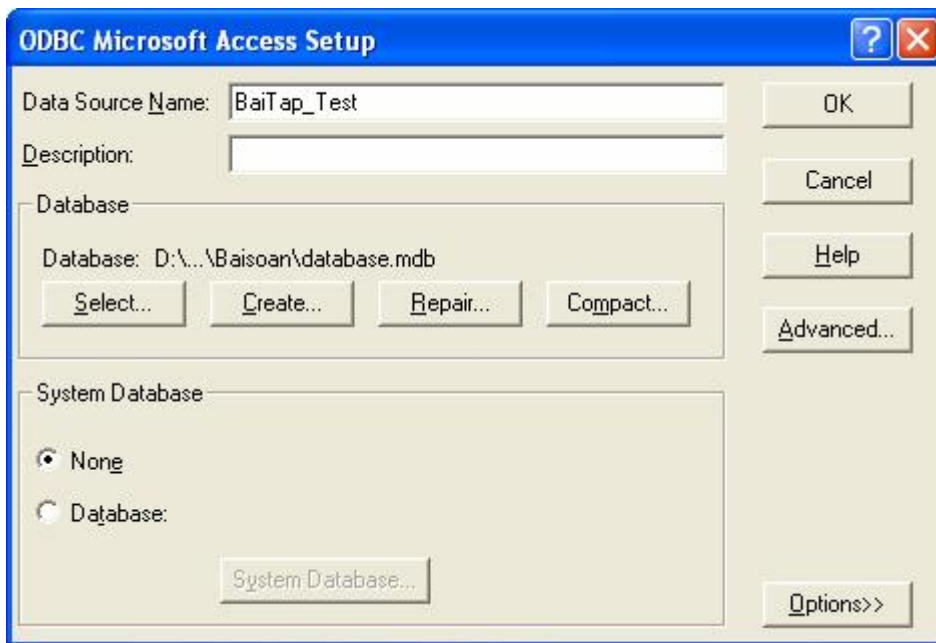 ODBC Microsoft Access Setup
Data Source Name: BaiTap_Test
OK
Description:
Cancel
Database
Database: D:\...\Baisoan\database.mdb
Help
Select... Create... Repair... Compact...
Advanced...
System Database
None
Database:
System Database...
Options>>